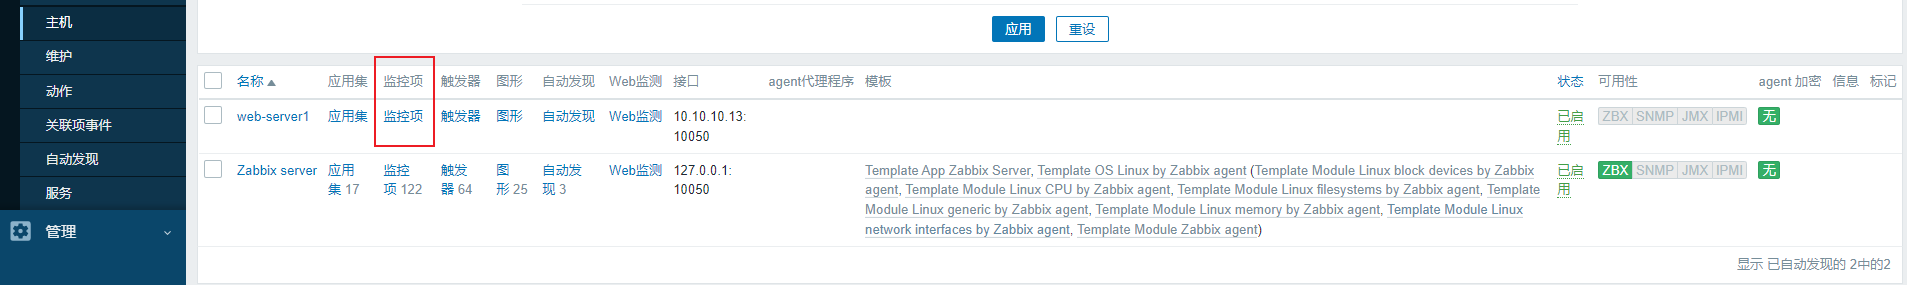 主机
维护
动作
关联项事件
自动发现
服务
管理
应用 重设
名称 应用集 监控项 触发器 图形 自动发现 Web监测 接口 agent代理程序 模板 状态 可用性 agent 加密 信息 标记
web-server1 应用集 监控项 触发器 图形 自动发现 Web监测 10.10.10.13: 已启 ZBX SNMP JMX IPMI 无
10050 用
Zabbix server 应用 监控 触发 图 自动发 Web监测 127.0.0.1: Template App Zabbix Server, Template OS Linux by Zabbix agent (Template Module Linux block devices by Zabbix 已启 ZBX SNMP JMX IPMI 无
集 17 项 122 器 64 形 25 现 3 10050 agent, Template Module Linux CPU by Zabbix agent, Template Module Linux filesystems by Zabbix agent, Template 用
Module Linux generic by Zabbix agent, Template Module Linux memory by Zabbix agent, Template Module Linux
network interfaces by Zabbix agent, Template Module Zabbix agent)
显示 已自动发现的 2中的2